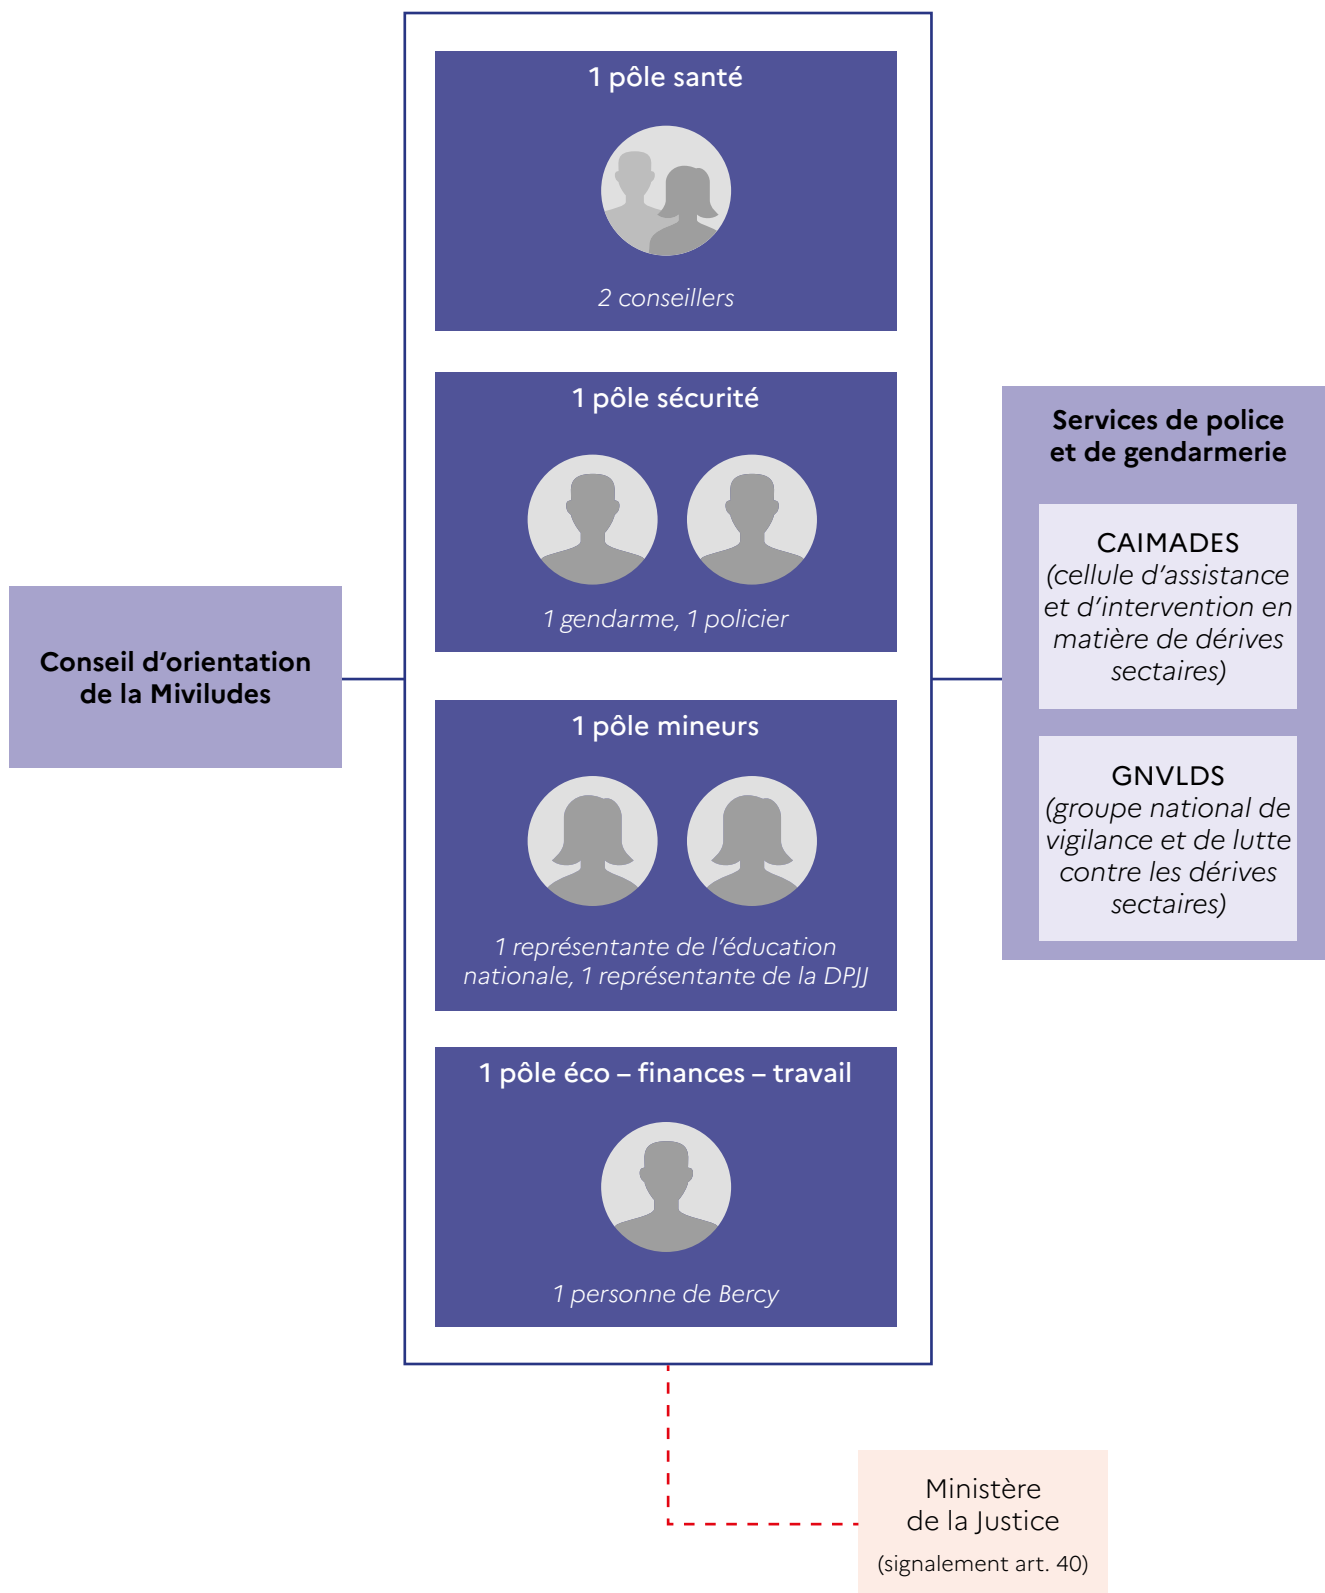 1 pôle santé
2 conseillers
1 pôle sécurité
1 gendarme, 1 policier
1 pôle mineurs
1 représentante de l’éducation
nationale, 1 représentante de la DPJJ
1 pôle éco – finances – travail
1 personne de Bercy
Conseil d’orientation
de la Miviludes
Services de police
et de gendarmerie
CAIMADES
(cellule d’assistance
et d’intervention en
matière de dérives
sectaires)
GNVLDS
(groupe national de
vigilance et de lutte
contre les dérives
sectaires)
Ministère
de la Justice
(signalement art. 40)